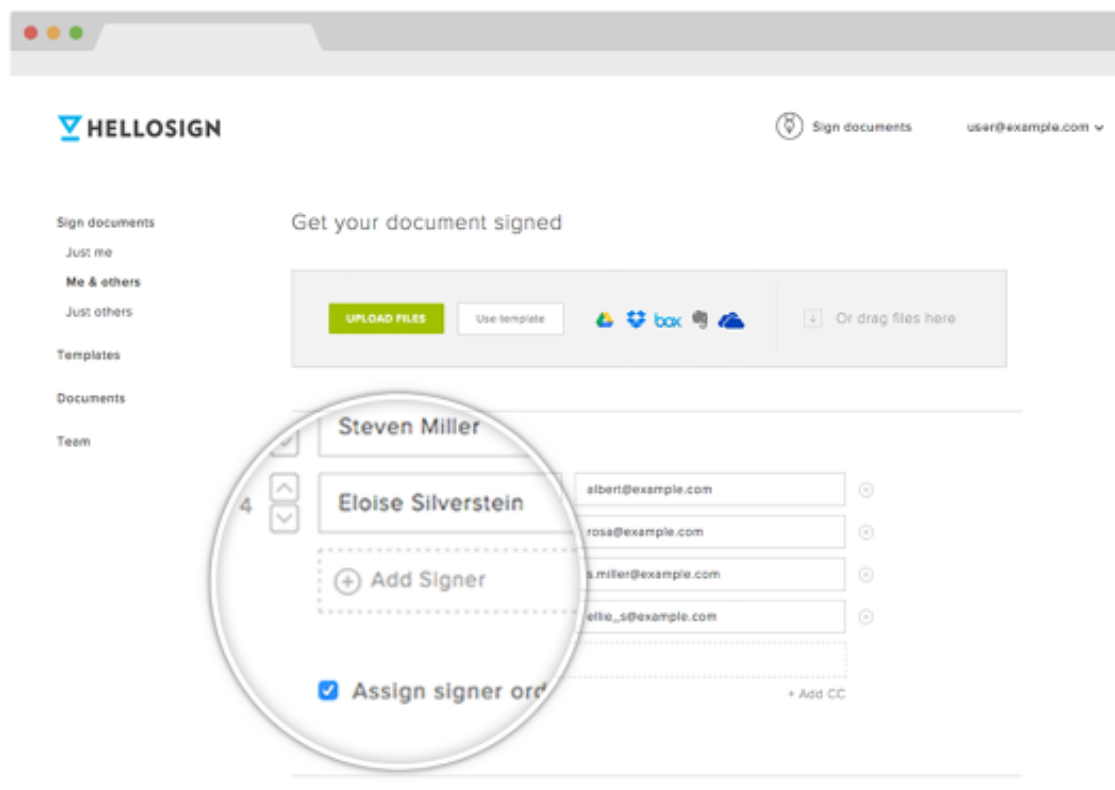 HELLOSIGN
Sign documents
user@example.com
Sign documents
Just me
Me & others
Just others
Templates
Documents
Team
Get your document signed
UPLOAD FILES
Use template
box
Or drag files here
Steven Miller
4
Eloise Silverstein
Add Signer
Assign signer ord
albert@example.com
rosa@example.com
s.miller@example.com
ellie_s@example.com
+ Add CC